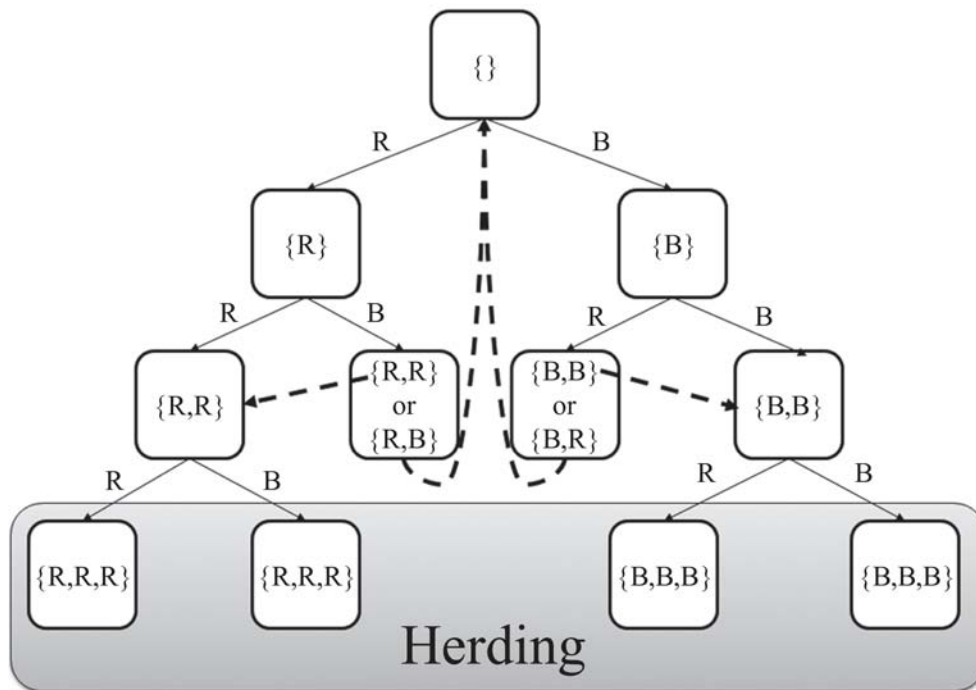 {}
R B
{R} {B}
R B R B
{R,R} {R,R}
or
{R,B} {B,B}
or
{B,R} {B,B}
R B R B
{R,R,R} {R,R,R} {B,B,B} {B,B,B}
Herding